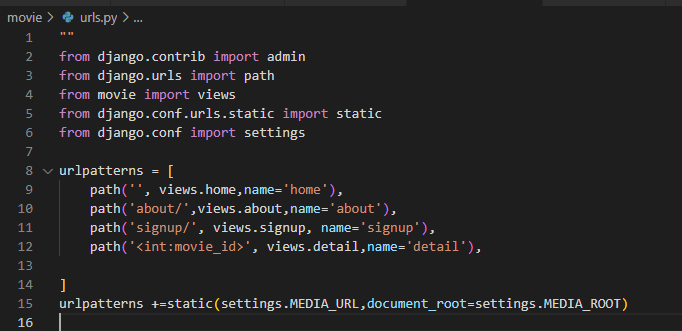 movie > urls.py > ...
1 ""
2 from django.contrib import admin
3 from django.urls import path
4 from movie import views
5 from django.conf.urls.static import static
6 from django.conf import settings
7
8 urlpatterns = [
9     path('', views.home,name='home'),
10     path('about/',views.about,name='about'),
11     path('signup/', views.signup, name='signup'),
12     path('<int:movie_id>', views.detail,name='detail'),
13
14 ]
15 urlpatterns +=static(settings.MEDIA_URL,document_root=settings.MEDIA_ROOT)
16